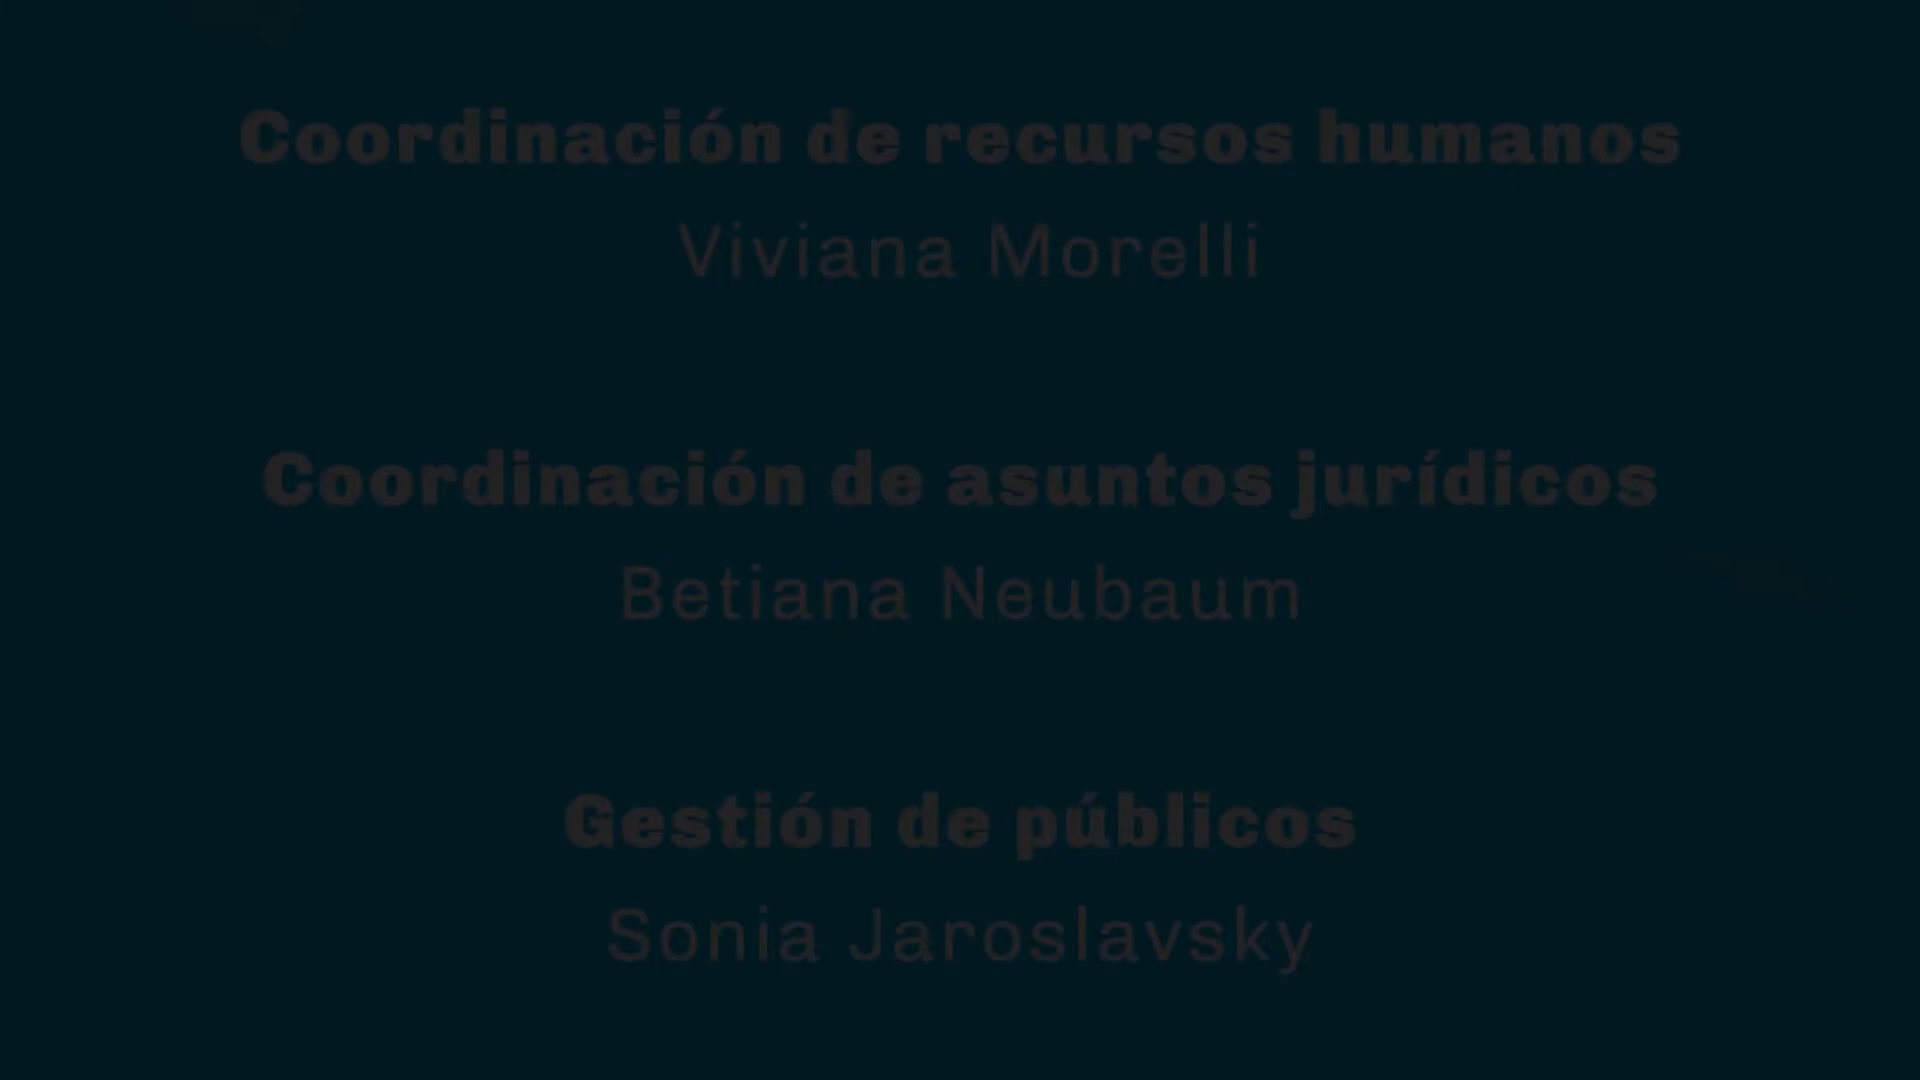 Coordinación de recursos humanos
Viviana Morelli
Coordinación de asuntos jurídicos
Betiana Neubaum
Gestión de públicos
Sonia Jaroslavsky